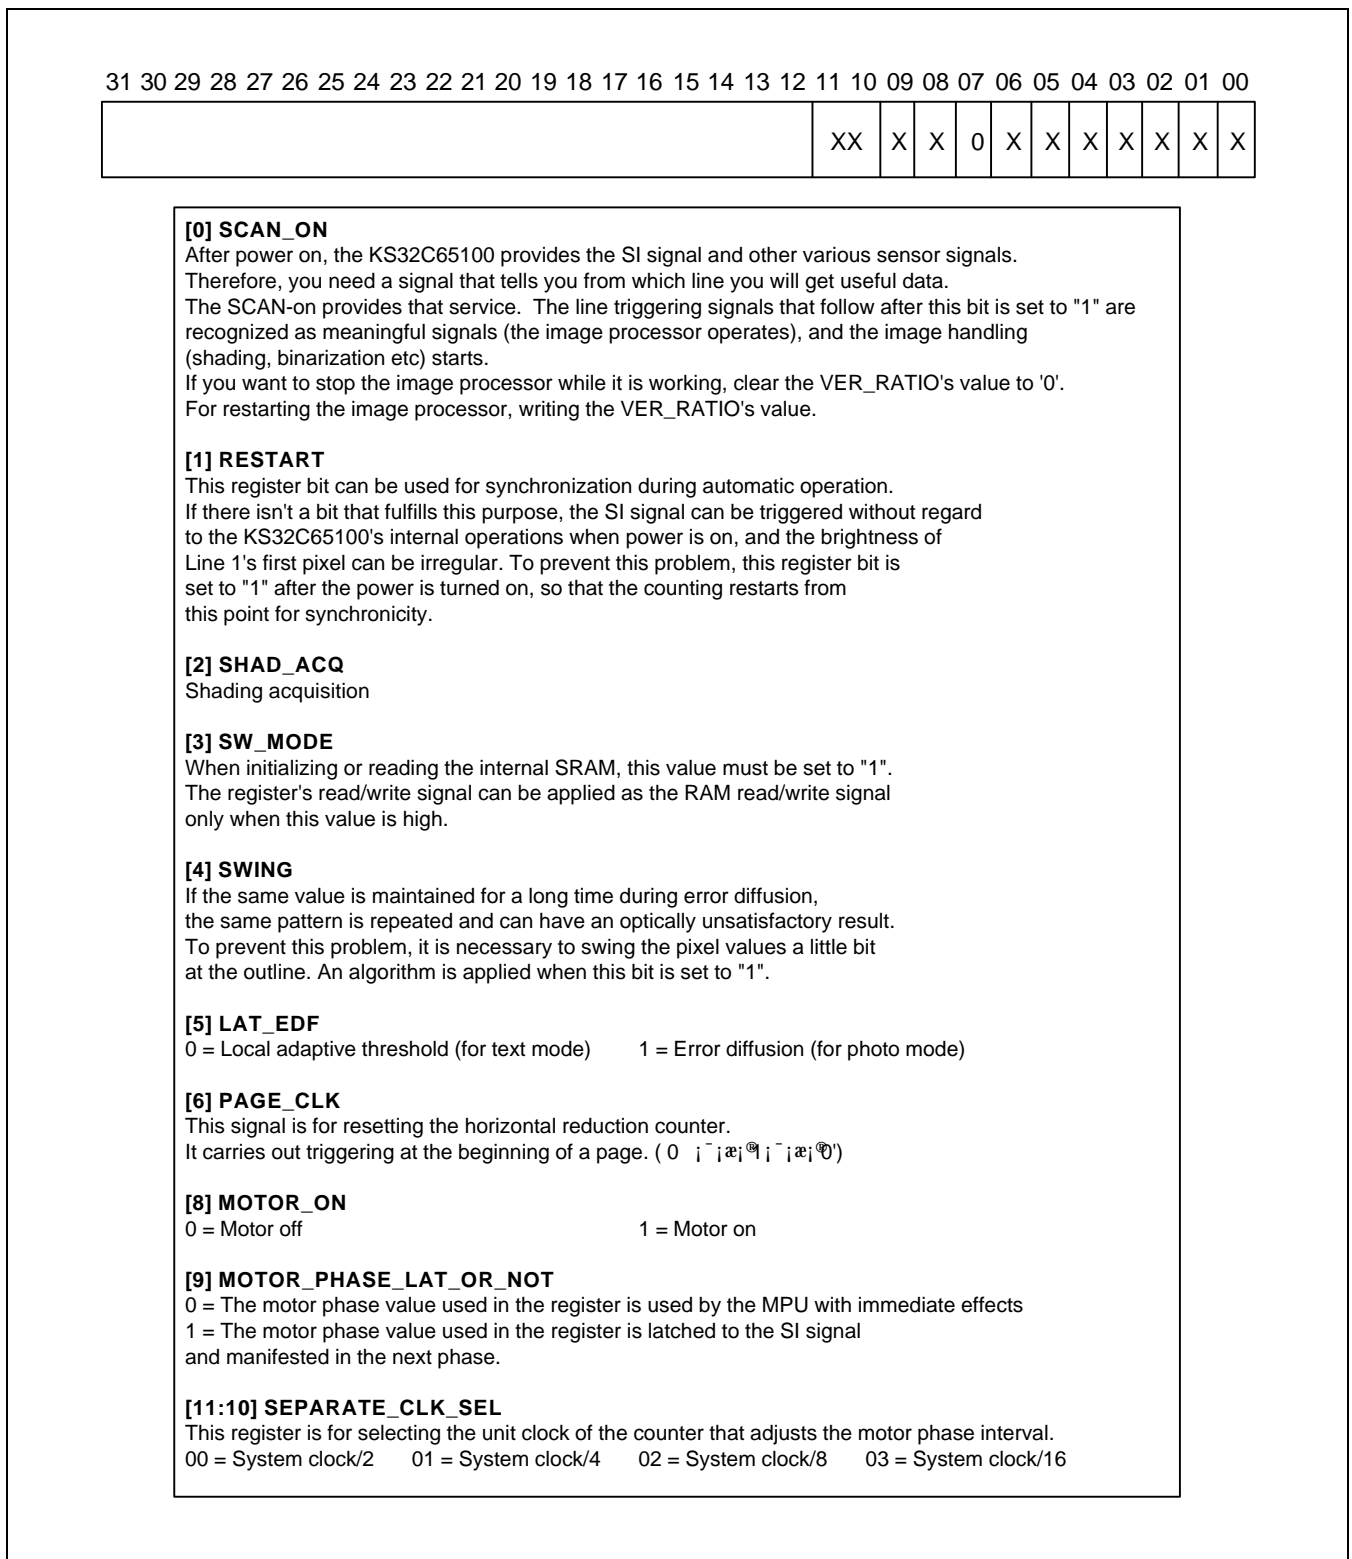 31 30 29 28 27 26 25 24 23 22 21 20 19 18 17 16 15 14 13 12 11 10 09 08 07 06 05 04 03 02 01 00
XX X X 0 X X X X X X X
[0] SCAN_ON
After power on, the KS32C65100 provides the SI signal and other various sensor signals.
Therefore, you need a signal that tells you from which line you will get useful data.
The SCAN-on provides that service. The line triggering signals that follow after this bit is set to "1" are
recognized as meaningful signals (the image processor operates), and the image handling
(shading, binarization etc) starts.
If you want to stop the image processor while it is working, clear the VER_RATIO's value to '0'.
For restarting the image processor, writing the VER_RATIO's value.
[1] RESTART
This register bit can be used for synchronization during automatic operation.
If there isn't a bit that fulfills this purpose, the SI signal can be triggered without regard
to the KS32C65100's internal operations when power is on, and the brightness of
Line 1's first pixel can be irregular. To prevent this problem, this register bit is
set to "1" after the power is turned on, so that the counting restarts from
this point for synchronicity.
[2] SHAD_ACQ
Shading acquisition
[3] SW_MODE
When initializing or reading the internal SRAM, this value must be set to "1".
The register's read/write signal can be applied as the RAM read/write signal
only when this value is high.
[4] SWING
If the same value is maintained for a long time during error diffusion,
the same pattern is repeated and can have an optically unsatisfactory result.
To prevent this problem, it is necessary to swing the pixel values a little bit
at the outline. An algorithm is applied when this bit is set to "1".
[5] LAT_EDF
0 = Local adaptive threshold (for text mode) 1 = Error diffusion (for photo mode)
[6] PAGE_CLK
This signal is for resetting the horizontal reduction counter.
It carries out triggering at the beginning of a page. ( 0
[8] MOTOR_ON
0 = Motor off 1 = Motor on
[9] MOTOR_PHASE_LAT_OR_NOT
0 = The motor phase value used in the register is used by the MPU with immediate effects
1 = The motor phase value used in the register is latched to the SI signal
and manifested in the next phase.
[11:10] SEPARATE_CLK_SEL
This register is for selecting the unit clock of the counter that adjusts the motor phase interval.
00 = System clock/2 01 = System clock/4 02 = System clock/8 03 = System clock/16